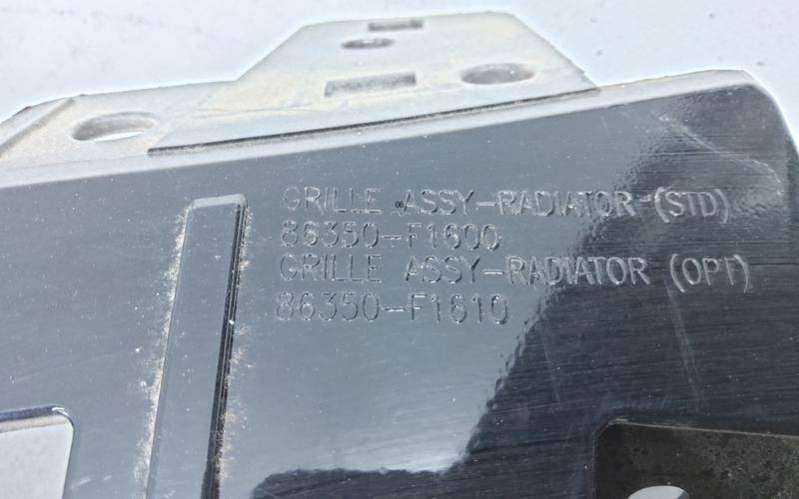 GRILLE ASSY-RADIATOR (STD)
86350-F1600
GRILLE ASSY-RADIATOR (OPT)
86350-F1610